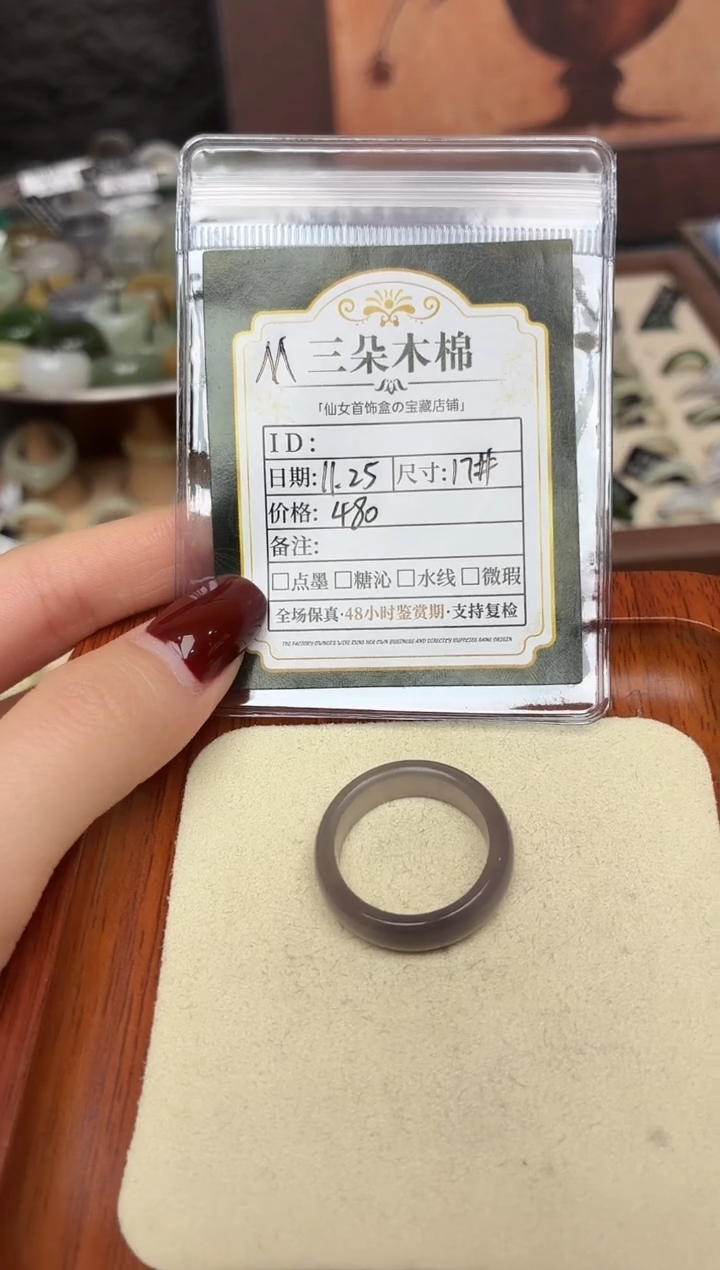 三朵木棉
「仙女首饰盒の宝藏店铺」
ID:
日期:11.25 尺寸:17#
价格: 480
备注:
□点墨 □糖沁 □水线 □微瑕
全场保真·48小时鉴赏期·支持复检